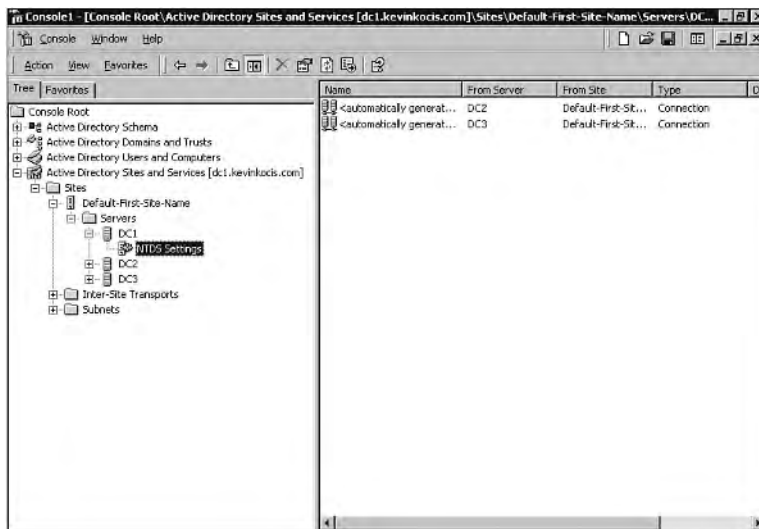 Console1 - [Console Root\Active Directory Sites and Services [dc1.kevinkocis.com]\Sites\Default-First-Site-Name\Servers\DC...
Console Window Help
Action View Favorites
Tree Favorites
Console Root
Active Directory Schema
Active Directory Domains and Trusts
Active Directory Users and Computers
Active Directory Sites and Services [dc1.kevinkocis.com]
Sites
Default-First-Site-Name
Servers
DC1
NTDS Settings
DC2
DC3
Inter-Site Transports
Subnets
Name From Server From Site Type D
<automatically generat... DC2 Default-First-Sit... Connection
<automatically generat... DC3 Default-First-Sit... Connection